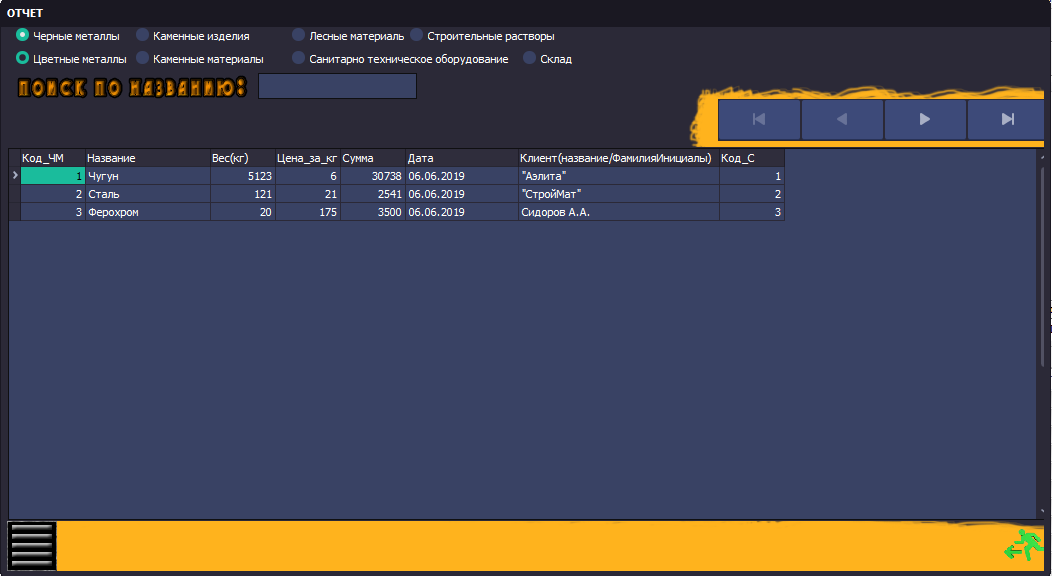 ОТЧЕТ
Черные металлы Каменные изделия Лесные материаль Строительные растворы
Цветные металлы Каменные материалы Санитарно техническое оборудование Склад
ПОИСК ПО НАЗВАНИЮ:
Код_ЧМ Название Вес(кг) Цена_за_кг Сумма Дата Клиент(название/ФамилияИнициалы) Код_С
1 Чугун 5123 6 30738 06.06.2019 "Аэлита" 1
2 Сталь 121 21 2541 06.06.2019 "СтройМат" 2
3 Ферохром 20 175 3500 06.06.2019 Сидоров А.А. 3